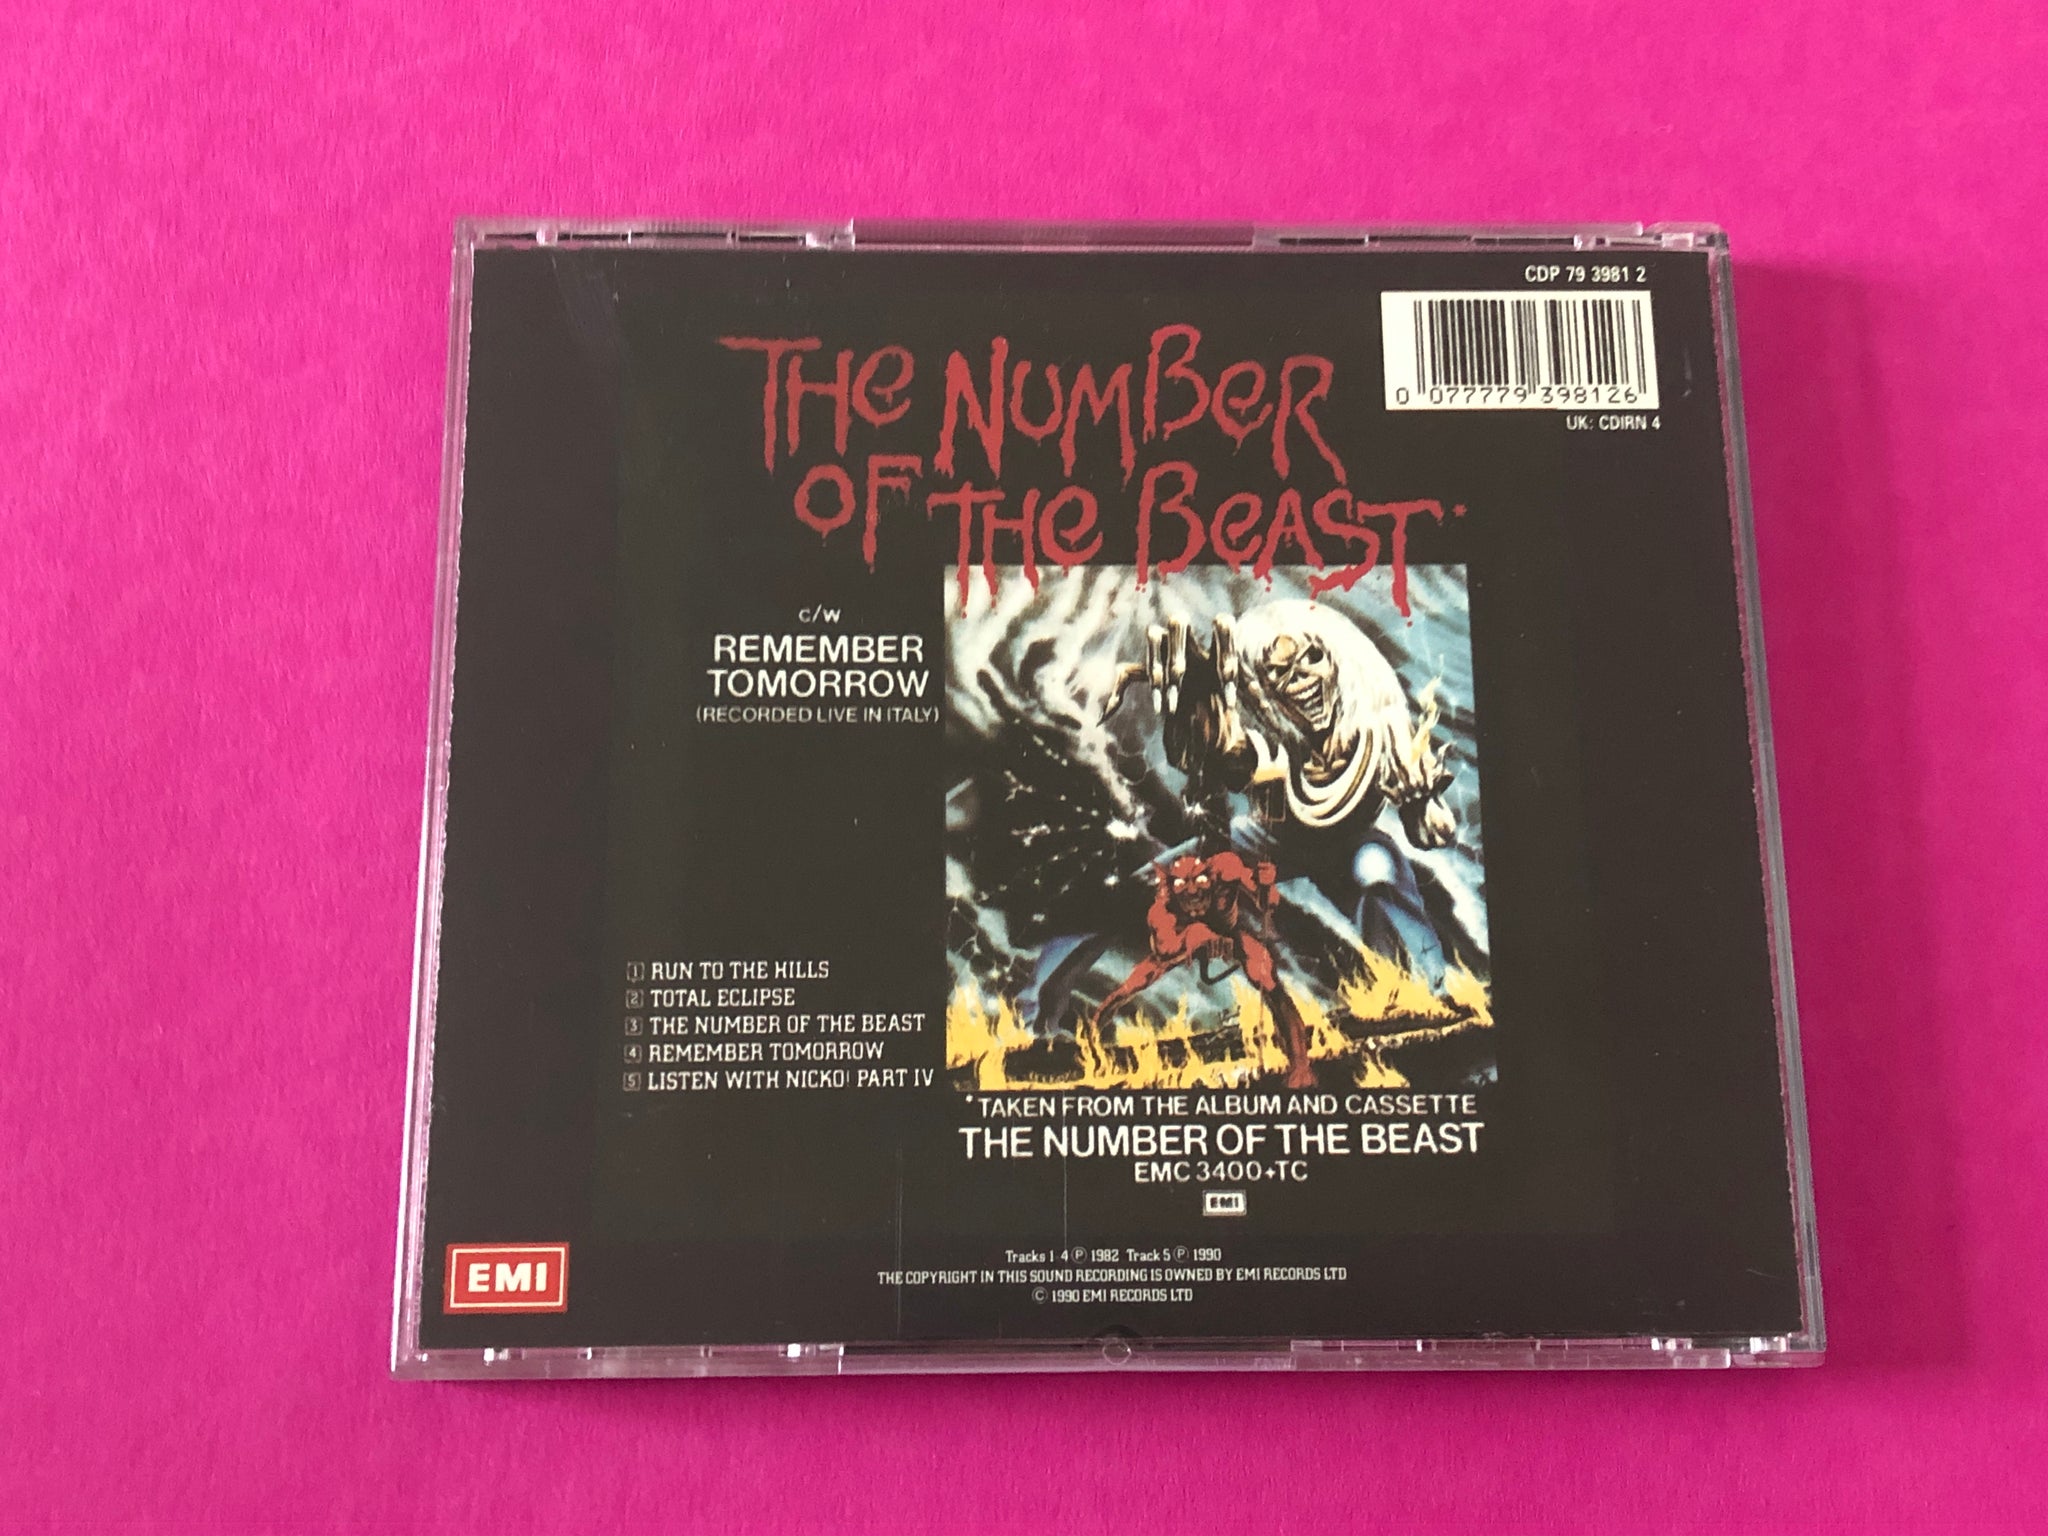 CDP 79 3981 2
0 077779 398126
UK: CDIRN 4
THE NUMBER
OF THE BEAST*
c/w
REMEMBER
TOMORROW
(RECORDED LIVE IN ITALY)
1 RUN TO THE HILLS
2 TOTAL ECLIPSE
3 THE NUMBER OF THE BEAST
4 REMEMBER TOMORROW
5 LISTEN WITH NICKO! PART IV
*TAKEN FROM THE ALBUM AND CASSETTE
THE NUMBER OF THE BEAST
EMC 3400+TC
EMI
EMI
Tracks 1-4 ℗ 1982 Track 5 ℗ 1990
THE COPYRIGHT IN THIS SOUND RECORDING IS OWNED BY EMI RECORDS LTD
© 1990 EMI RECORDS LTD